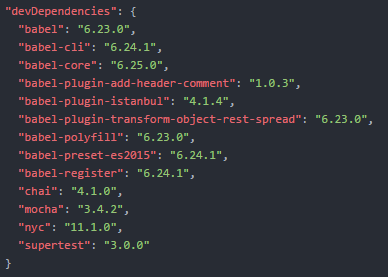 "devDependencies": {
"babel": "6.23.0",
"babel-cli": "6.24.1",
"babel-core": "6.25.0",
"babel-plugin-add-header-comment": "1.0.3",
"babel-plugin-istanbul": "4.1.4",
"babel-plugin-transform-object-rest-spread": "6.23.0",
"babel-polyfill": "6.23.0",
"babel-preset-es2015": "6.24.1",
"babel-register": "6.24.1",
"chai": "4.1.0",
"mocha": "3.4.2",
"nyc": "11.1.0",
"supertest": "3.0.0"
}